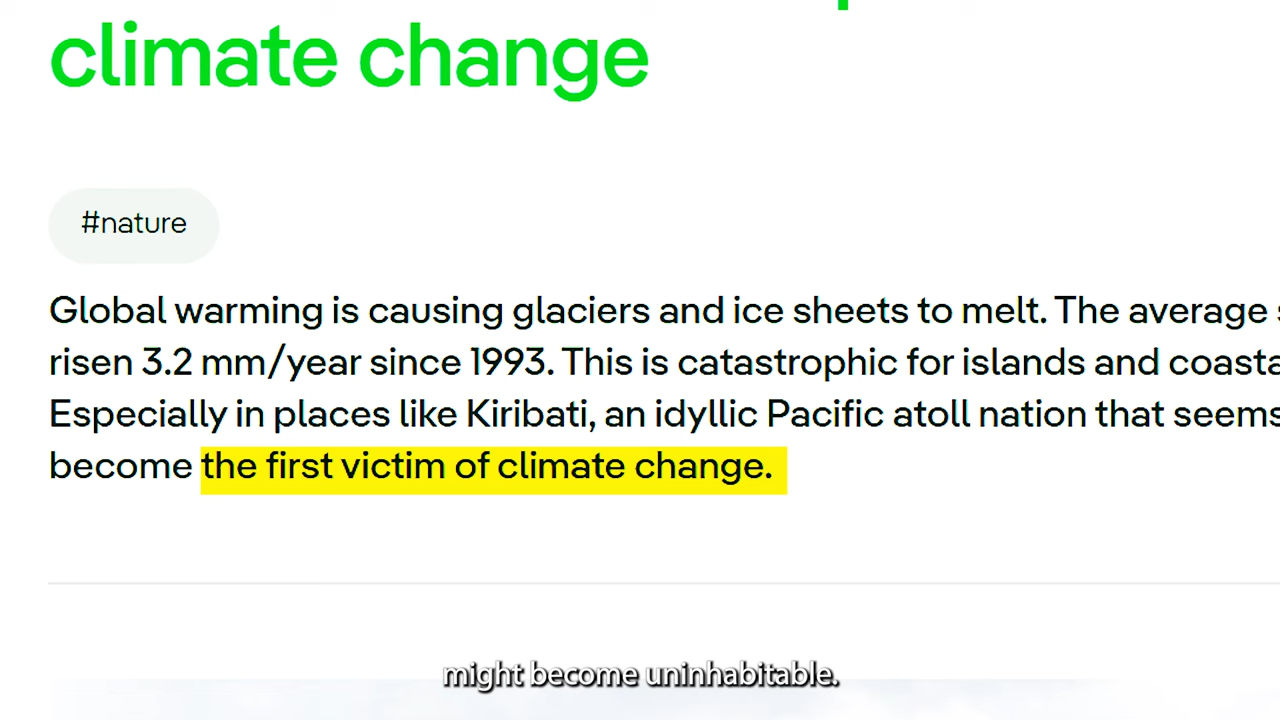 climate change
#nature
Global warming is causing glaciers and ice sheets to melt. The average
risen 3.2 mm/year since 1993. This is catastrophic for islands and
Especially in places like Kiribati, an idyllic Pacific atoll nation that seems
become the first victim of climate change.
might become uninhabitable.